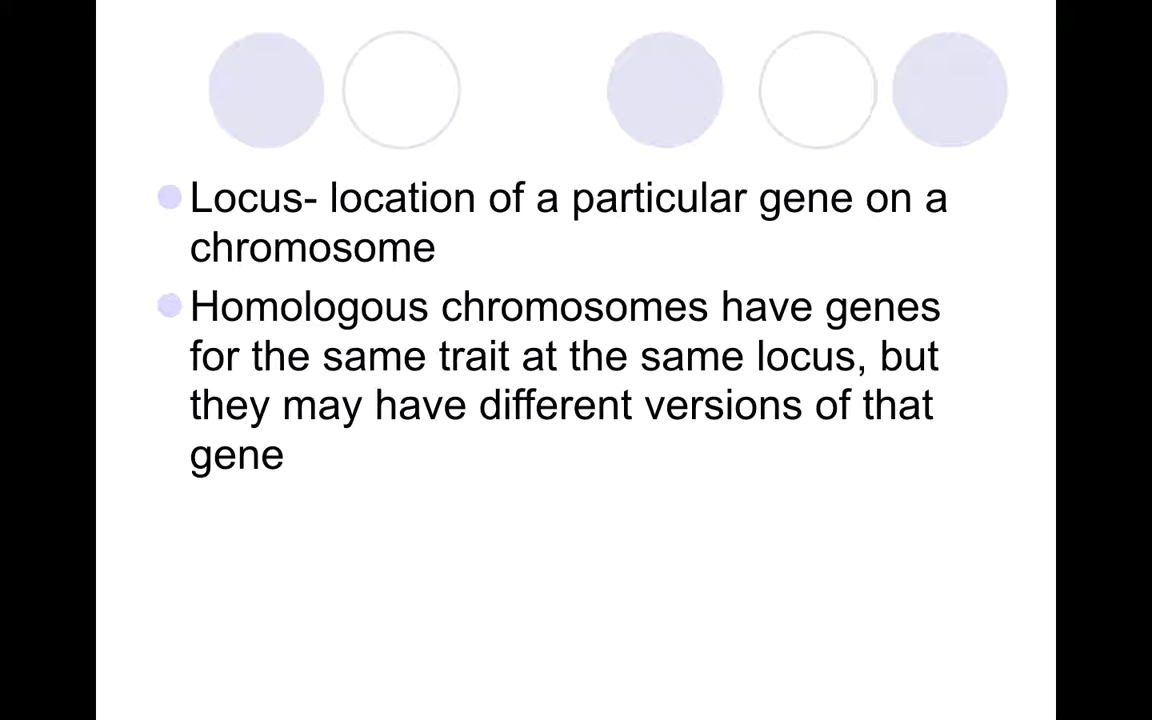 Locus- location of a particular gene on a
chromosome
Homologous chromosomes have genes
for the same trait at the same locus, but
they may have different versions of that
gene